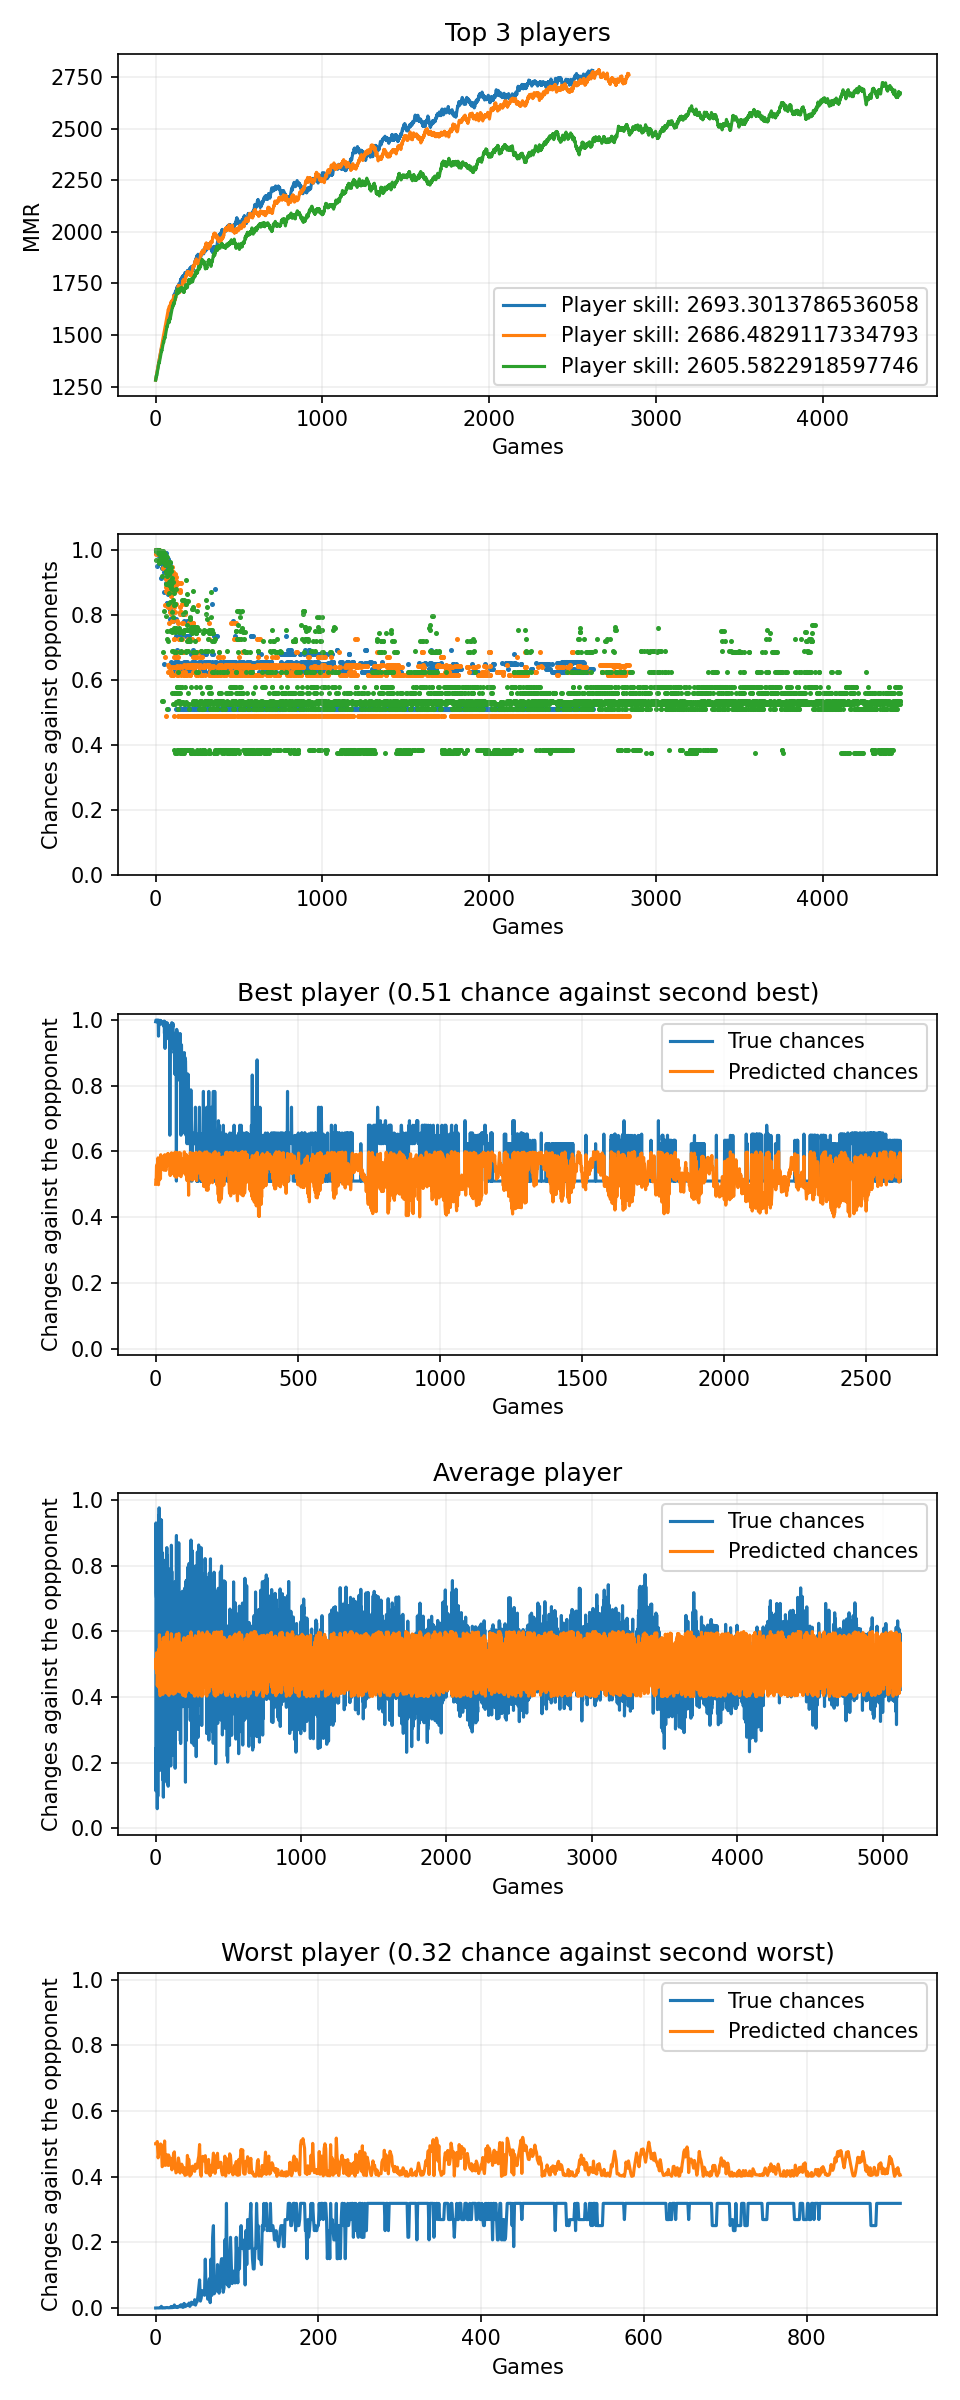 Top 3 players
2750
2500
2250
2000
1750
1500
1250
MMR
Player skill: 2693.3013786536058
Player skill: 2686.4829117334793
Player skill: 2605.5822918597746
0 1000 2000 3000 4000
Games
1.0
0.8
0.6
0.4
0.2
0.0
Chances against opponents
0 1000 2000 3000 4000
Games
Best player (0.51 chance against second best)
1.0
0.8
0.6
0.4
0.2
0.0
Changes against the oppponent
True chances
Predicted chances
0 500 1000 1500 2000 2500
Games
Average player
1.0
0.8
0.6
0.4
0.2
0.0
Changes against the oppponent
True chances
Predicted chances
0 1000 2000 3000 4000 5000
Games
Worst player (0.32 chance against second worst)
1.0
0.8
0.6
0.4
0.2
0.0
Changes against the oppponent
True chances
Predicted chances
0 200 400 600 800
Games